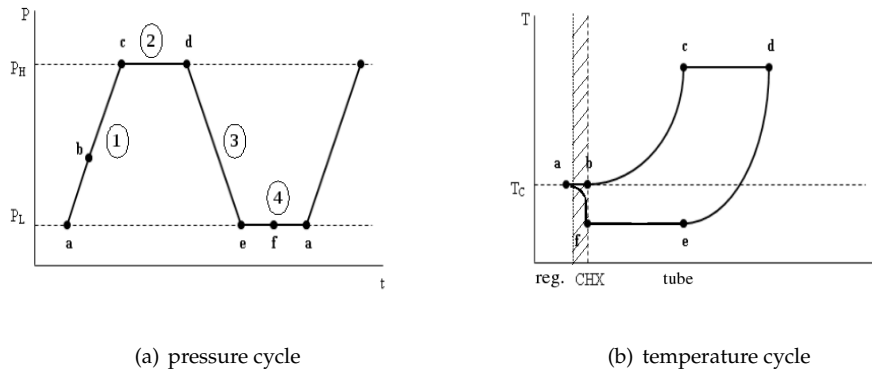 P
T
c
2
d
c
d
P_H
1
3
b
a
b
T_C
4
P_L
a
e
f
a
f
e
t
reg.
CHX
tube
(a) pressure cycle
(b) temperature cycle